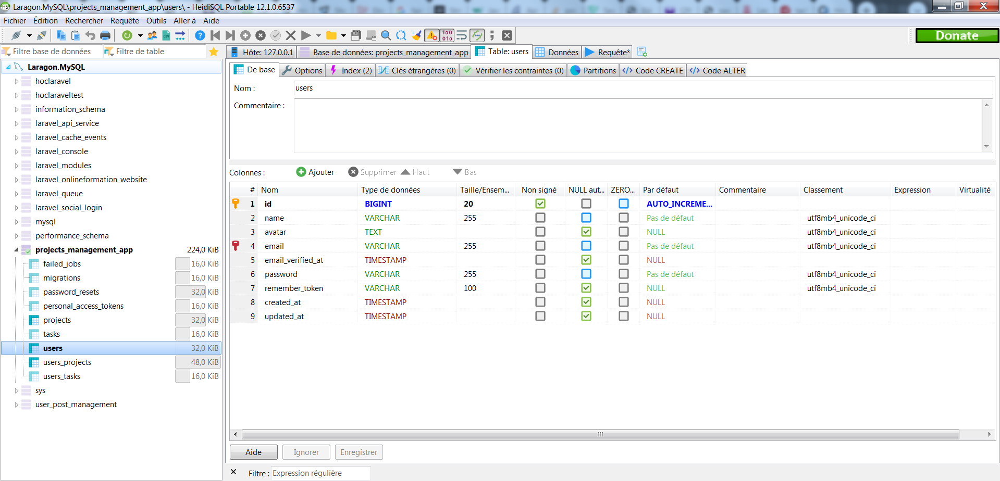 Laragon.MySQL\projects_management_app\users\ - HeidiSQL Portable 12.1.0.6537
Fichier Édition Rechercher Requête Outils Aller à Aide
Donate
Filtre base de données Filtre de table
Hôte: 127.0.0.1 Base de données: projects_management_app Table: users Données Requête*
De base Options Index (2) Clés étrangères (0) Vérifier les contraintes (0) Partitions Code CREATE Code ALTER
Nom : users
Commentaire :
Laragon.MySQL
hoclaravel
hoclaraveltest
information_schema
laravel_api_service
laravel_cache_events
laravel_console
laravel_modules
laravel_onlineformation_website
laravel_queue
laravel_social_login
mysql
performance_schema
projects_management_app 224,0 KiB
failed_jobs 16,0 KiB
migrations 16,0 KiB
password_resets 32,0 KiB
personal_access_tokens 16,0 KiB
projects 32,0 KiB
tasks 16,0 KiB
users 32,0 KiB
users_projects 48,0 KiB
users_tasks 16,0 KiB
sys
user_post_management
Colonnes : Ajouter Supprimer Haut Bas
# Nom Type de données Taille/Ensem... Non signé NULL aut... ZERO... Par défaut Commentaire Classement Expression Virtualité
1 id BIGINT 20 AUTO_INCREME...
2 name VARCHAR 255 Pas de défaut utf8mb4_unicode_ci
3 avatar TEXT NULL utf8mb4_unicode_ci
4 email VARCHAR 255 Pas de défaut utf8mb4_unicode_ci
5 email_verified_at TIMESTAMP NULL
6 password VARCHAR 255 Pas de défaut utf8mb4_unicode_ci
7 remember_token VARCHAR 100 NULL utf8mb4_unicode_ci
8 created_at TIMESTAMP NULL
9 updated_at TIMESTAMP NULL
Aide Ignorer Enregistrer
Filtre : Expression régulière